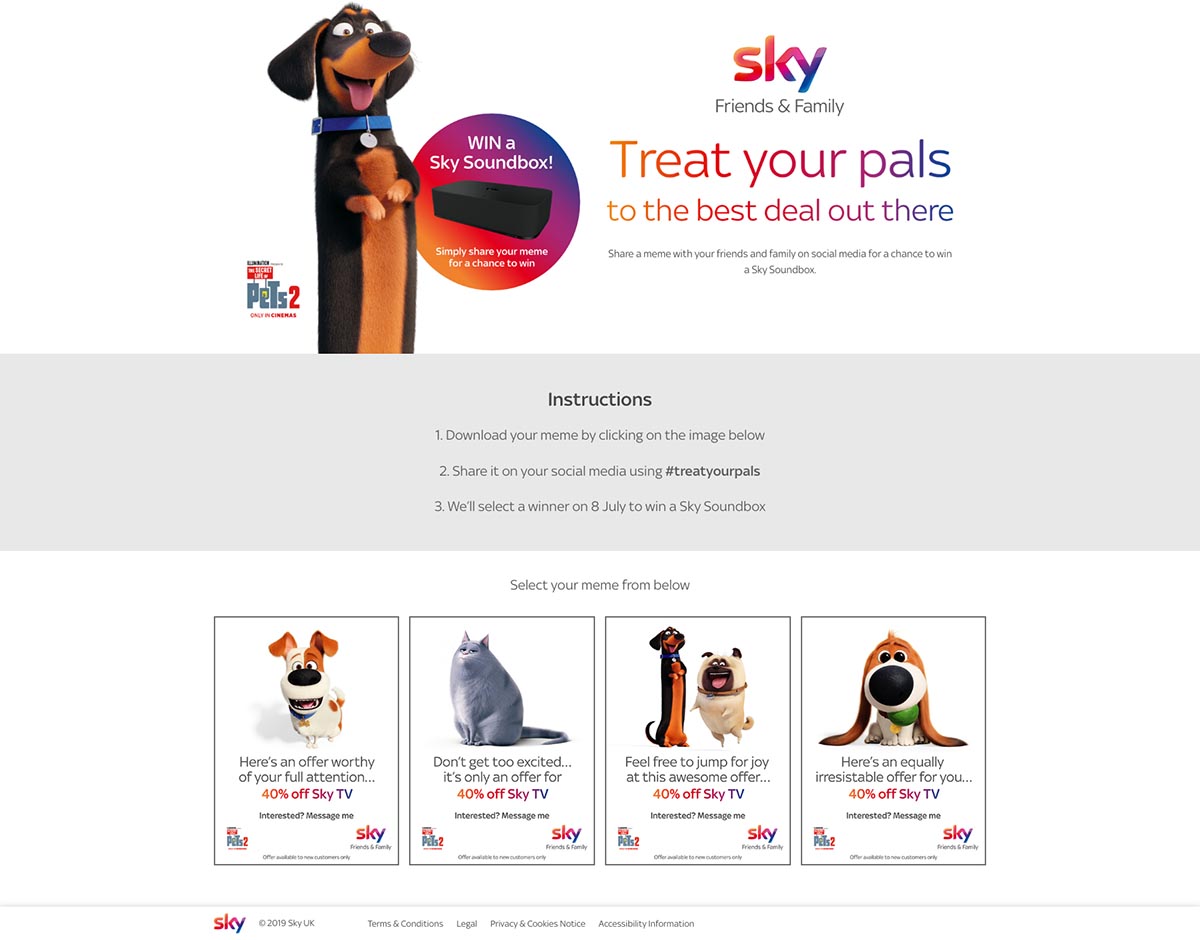 sky
Friends & Family
Treat your pals
to the best deal out there
Share a meme with your friends and family on social media for a chance to win
a Sky Soundbox.
WIN a
Sky Soundbox!
Simply share your meme
for a chance to win
ILLUMINATION
THE SECRET
LIFE OF
PETS 2
ONLY IN CINEMAS
Instructions
1. Download your meme by clicking on the image below
2. Share it on your social media using #treatyourpals
3. We'll select a winner on 8 July to win a Sky Soundbox
Select your meme from below
Here's an offer worthy
of your full attention...
40% off Sky TV
Interested? Message me
PETS 2
sky
Friends & Family
Offer available to new customers only
Don't get too excited...
it's only an offer for
40% off Sky TV
Interested? Message me
PETS 2
sky
Friends & Family
Offer available to new customers only
Feel free to jump for joy
at this awesome offer...
40% off Sky TV
Interested? Message me
PETS 2
sky
Friends & Family
Offer available to new customers only
Here's an equally
irresistable offer for you...
40% off Sky TV
Interested? Message me
PETS 2
sky
Friends & Family
Offer available to new customers only
sky © 2019 Sky UK Terms & Conditions Legal Privacy & Cookies Notice Accessibility Information